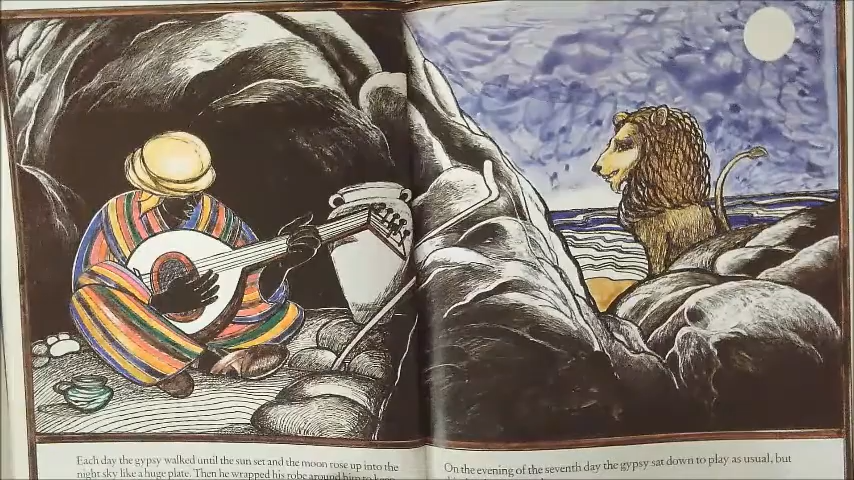 Each day the gypsy walked until the sun set and the moon rose up into the
night sky like a huge plate. Then he wrapped his robe around him to keep
On the evening of the seventh day the gypsy sat down to play as usual, but